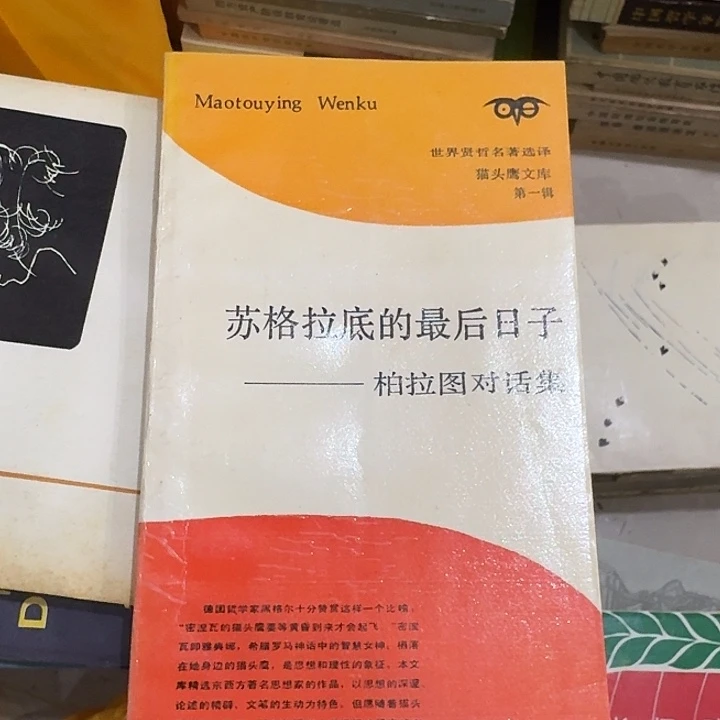 Maotouying Wenku
世界贤哲名著选译
猫头鹰文库
第一辑
苏格拉底的最后日子
——柏拉图对话集
德国哲学家黑格尔十分赞赏这样一个比喻：
“密涅瓦的猫头鹰要等黄昏到来才会起飞。”密涅
瓦即雅典娜，希腊罗马神话中的智慧女神，栖落
在她身边的猫头鹰，是思想和理性的象征。本文
库精选东西方著名思想家的作品，以思想的深邃、
论述的精辟、文笔的生动为特色，但愿随着猫头
D